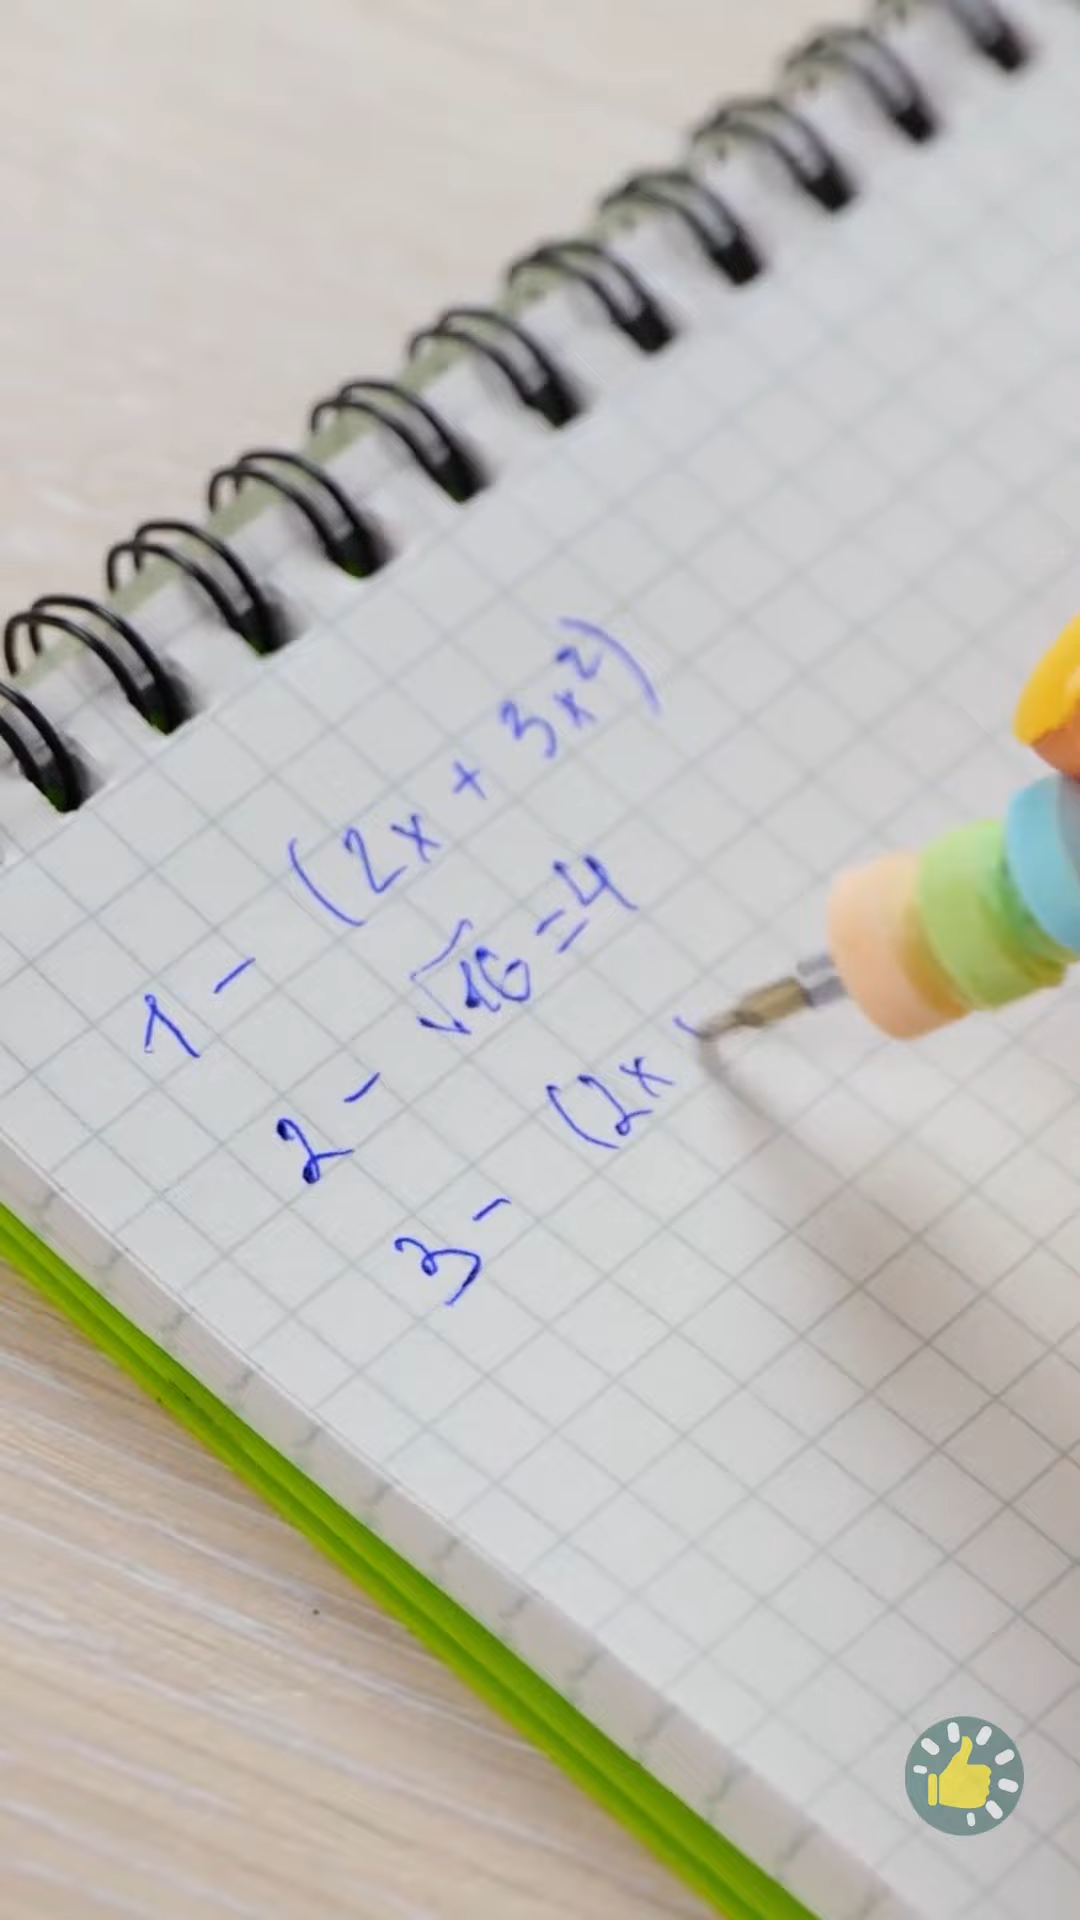 1 - (2x + 3x²)
2 - √16 = 4
3 - (2x